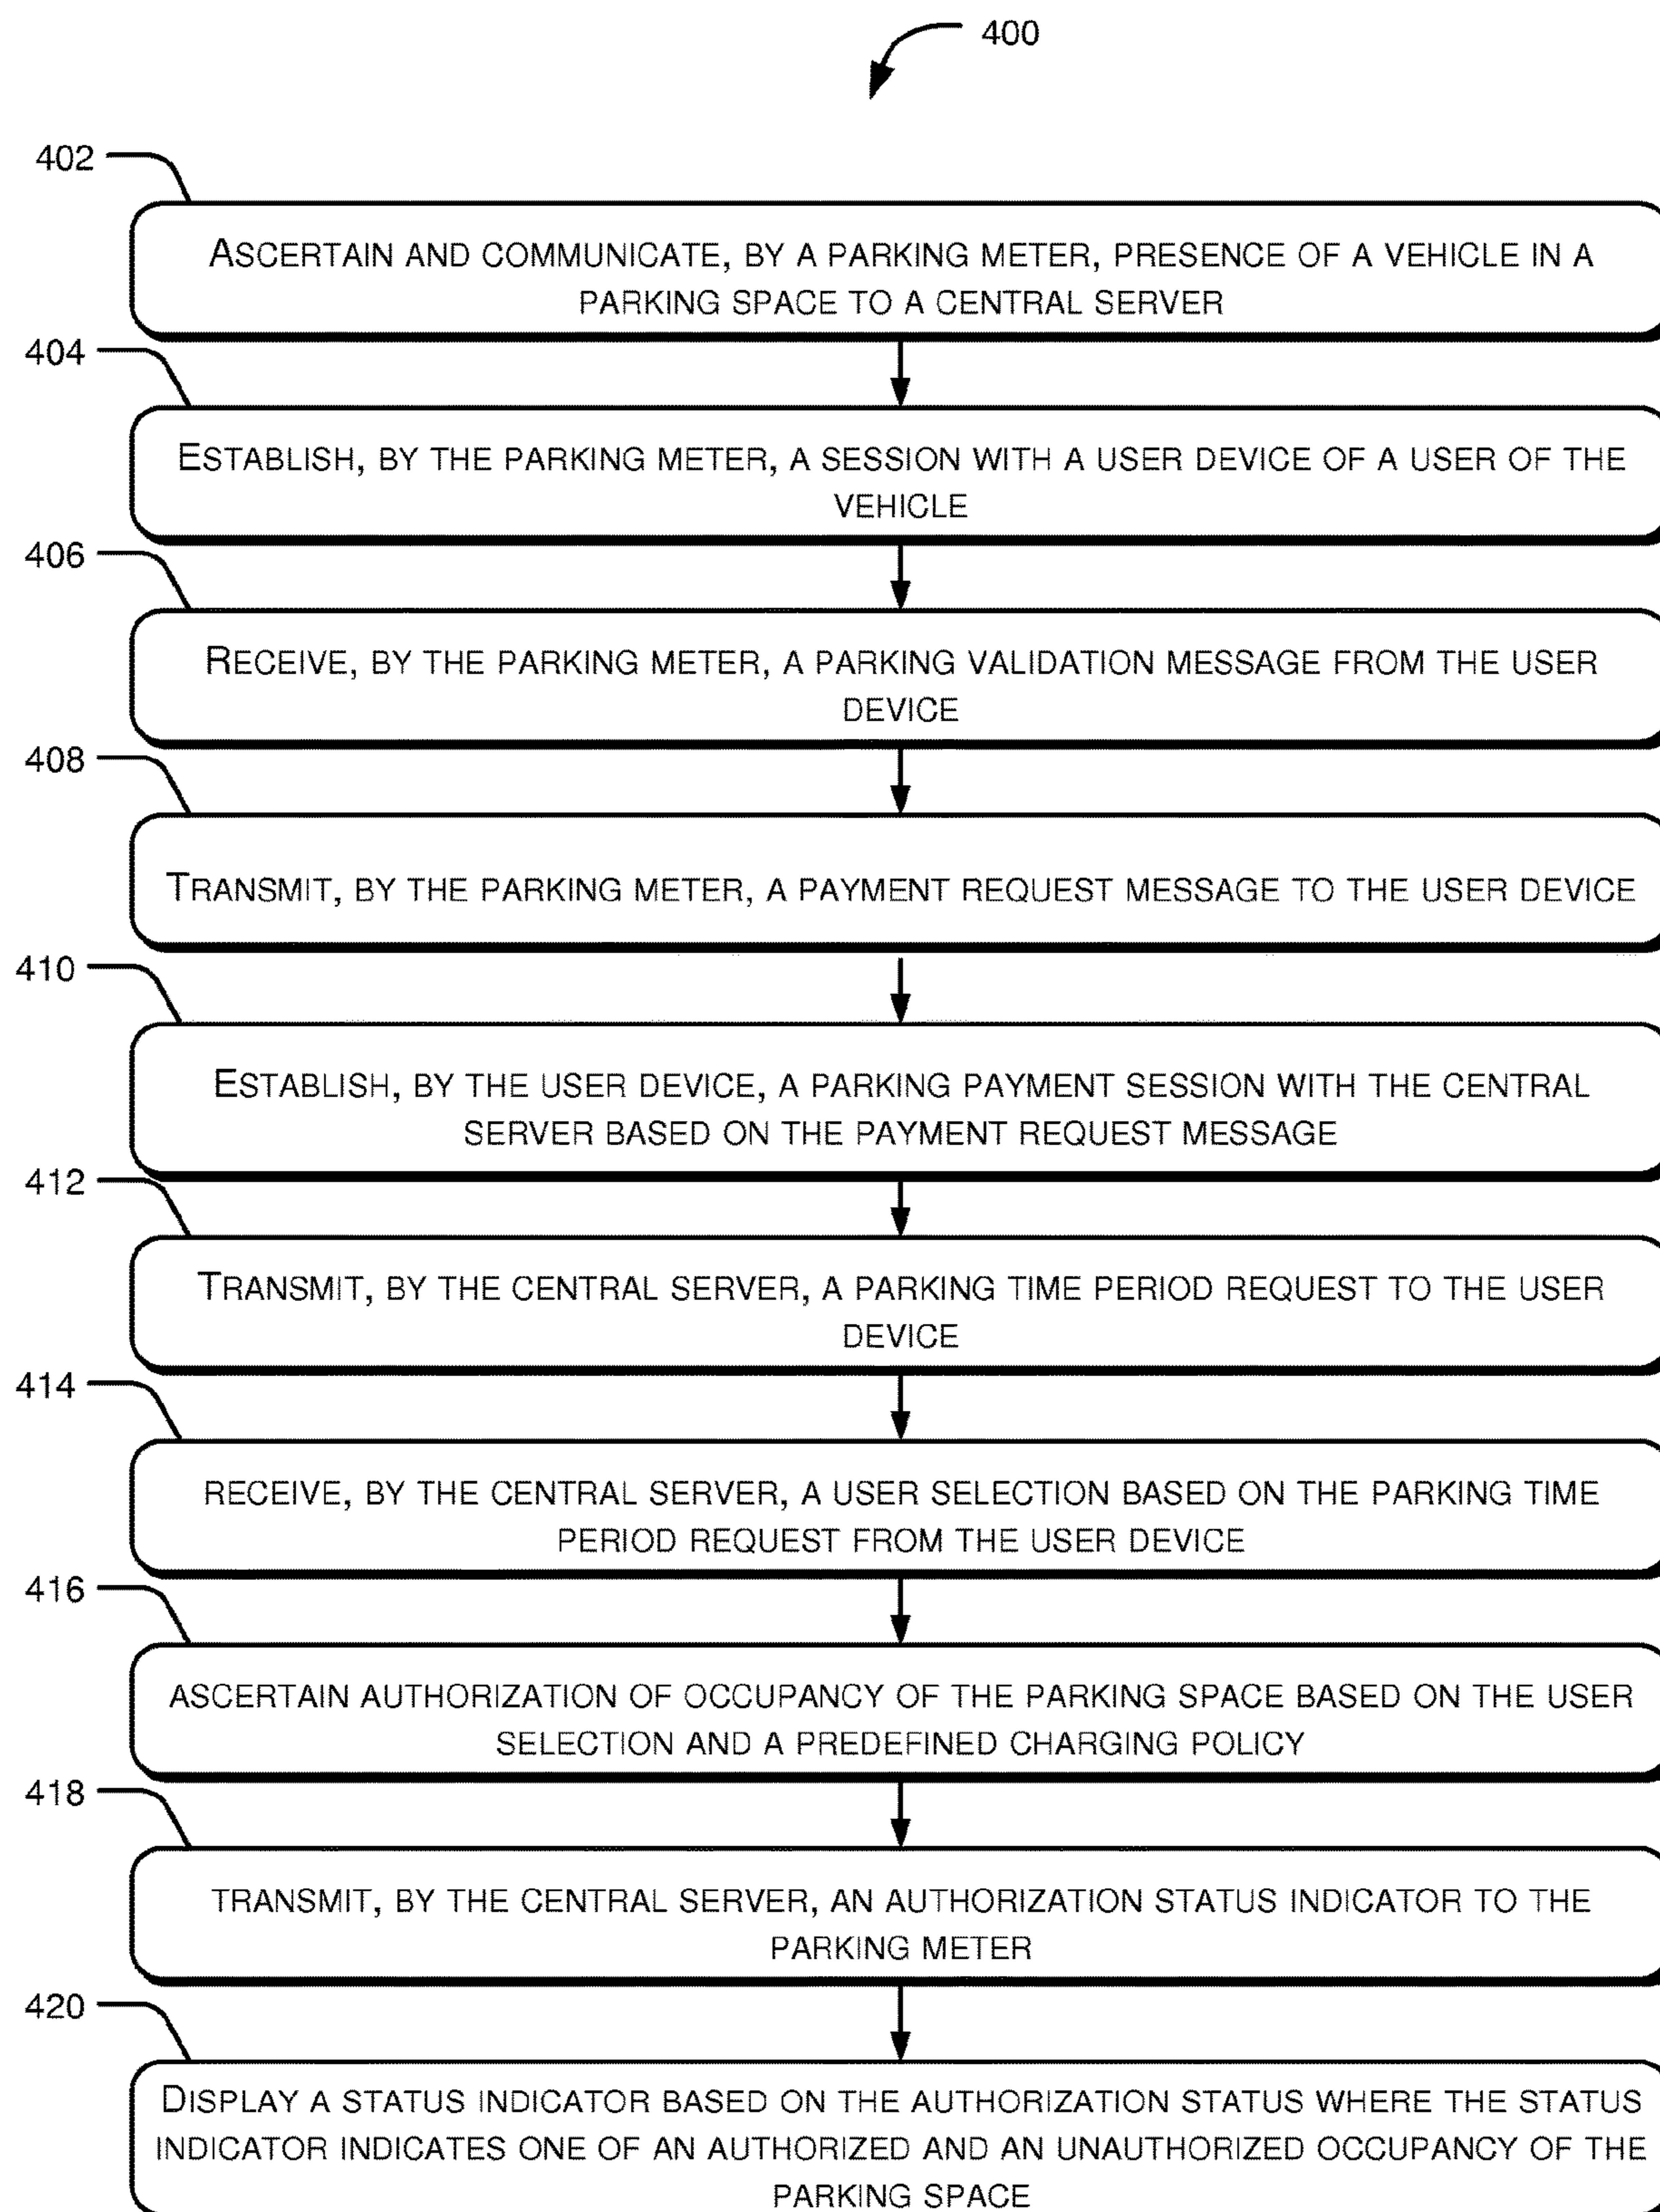 400
402
ASCERTAIN AND COMMUNICATE, BY A PARKING METER, PRESENCE OF A VEHICLE IN A
PARKING SPACE TO A CENTRAL SERVER
404
ESTABLISH, BY THE PARKING METER, A SESSION WITH A USER DEVICE OF A USER OF THE
VEHICLE
406
RECEIVE, BY THE PARKING METER, A PARKING VALIDATION MESSAGE FROM THE USER
DEVICE
408
TRANSMIT, BY THE PARKING METER, A PAYMENT REQUEST MESSAGE TO THE USER DEVICE
410
ESTABLISH, BY THE USER DEVICE, A PARKING PAYMENT SESSION WITH THE CENTRAL
SERVER BASED ON THE PAYMENT REQUEST MESSAGE
412
TRANSMIT, BY THE CENTRAL SERVER, A PARKING TIME PERIOD REQUEST TO THE USER
DEVICE
414
RECEIVE, BY THE CENTRAL SERVER, A USER SELECTION BASED ON THE PARKING TIME
PERIOD REQUEST FROM THE USER DEVICE
416
ASCERTAIN AUTHORIZATION OF OCCUPANCY OF THE PARKING SPACE BASED ON THE USER
SELECTION AND A PREDEFINED CHARGING POLICY
418
TRANSMIT, BY THE CENTRAL SERVER, AN AUTHORIZATION STATUS INDICATOR TO THE
PARKING METER
420
DISPLAY A STATUS INDICATOR BASED ON THE AUTHORIZATION STATUS WHERE THE STATUS
INDICATOR INDICATES ONE OF AN AUTHORIZED AND AN UNAUTHORIZED OCCUPANCY OF THE
PARKING SPACE